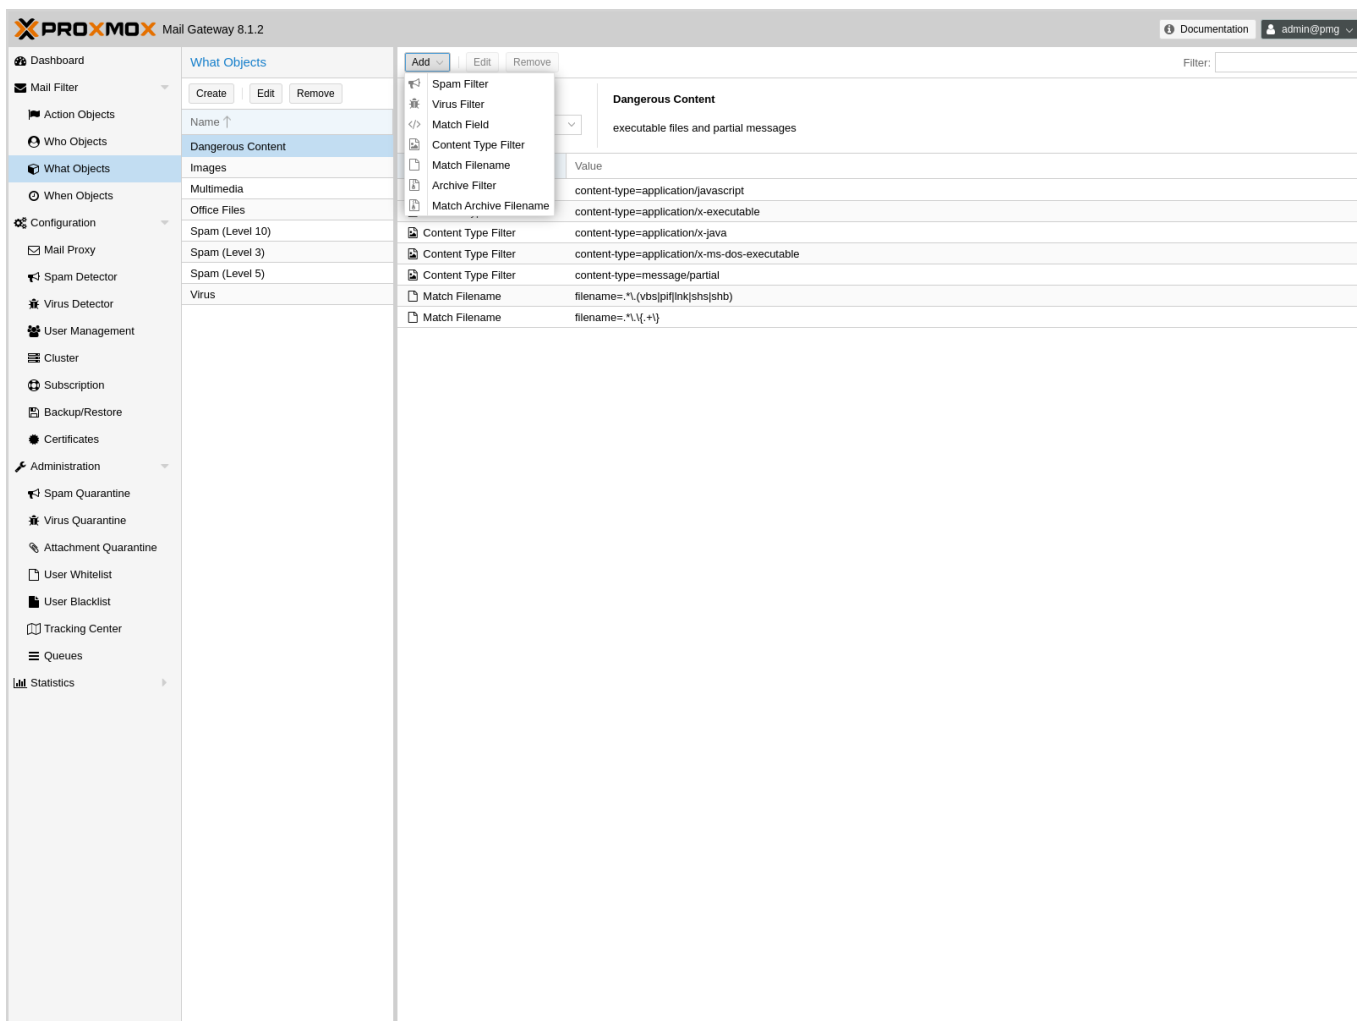 PROXMOX Mail Gateway 8.1.2
Documentation
admin@pmg
Dashboard
Mail Filter
Action Objects
Who Objects
What Objects
When Objects
Configuration
Mail Proxy
Spam Detector
Virus Detector
User Management
Cluster
Subscription
Backup/Restore
Certificates
Administration
Spam Quarantine
Virus Quarantine
Attachment Quarantine
User Whitelist
User Blacklist
Tracking Center
Queues
Statistics
What Objects
Create Edit Remove
Name
Dangerous Content
Images
Multimedia
Office Files
Spam (Level 10)
Spam (Level 3)
Spam (Level 5)
Virus
Add Edit Remove
Filter:
Spam Filter
Virus Filter
Match Field
Content Type Filter
Match Filename
Archive Filter
Match Archive Filename
Dangerous Content
executable files and partial messages
Value
content-type=application/javascript
content-type=application/x-executable
Content Type Filter content-type=application/x-java
Content Type Filter content-type=application/x-ms-dos-executable
Content Type Filter content-type=message/partial
Match Filename filename=.*\.(vbs|pif|lnk|shs|shb)
Match Filename filename=.*\.\{.+\}